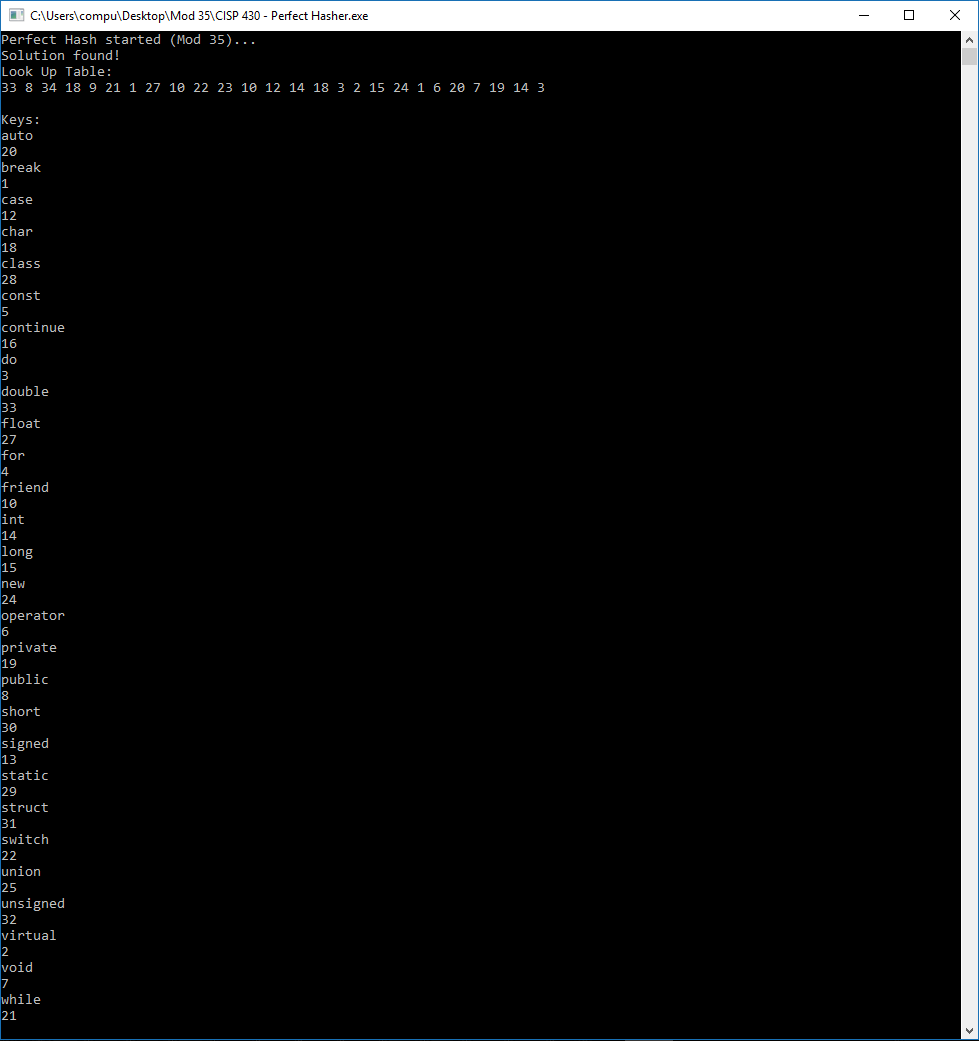 C:\Users\compu\Desktop\Mod 35\CISP 430 - Perfect Hasher.exe
Perfect Hash started (Mod 35)...
Solution found!
Look Up Table:
33 8 34 18 9 21 1 27 10 22 23 10 12 14 18 3 2 15 24 1 6 20 7 19 14 3
Keys:
auto
20
break
1
case
12
char
18
class
28
const
5
continue
16
do
3
double
33
float
27
for
4
friend
10
int
14
long
15
new
24
operator
6
private
19
public
8
short
30
signed
13
static
29
struct
31
switch
22
union
25
unsigned
32
virtual
2
void
7
while
21